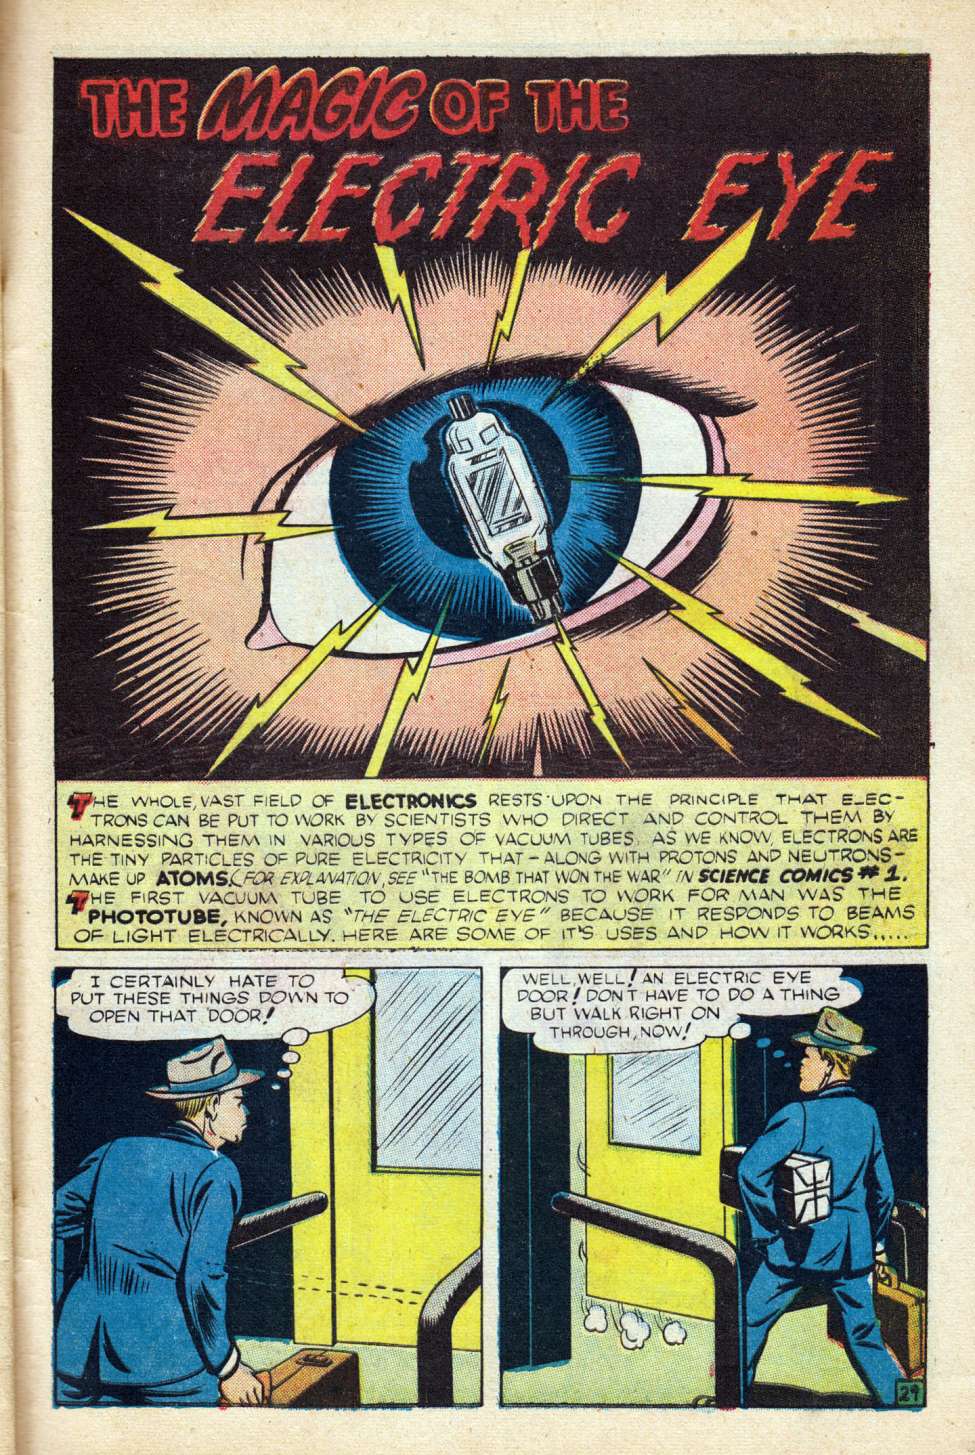 THE MAGIC OF THE
ELECTRIC EYE
THE WHOLE, VAST FIELD OF ELECTRONICS RESTS UPON THE PRINCIPLE THAT ELEC-
TRONS CAN BE PUT TO WORK BY SCIENTISTS WHO DIRECT AND CONTROL THEM BY
HARNESSING THEM IN VARIOUS TYPES OF VACUUM TUBES. AS WE KNOW, ELECTRONS ARE
THE TINY PARTICLES OF PURE ELECTRICITY THAT-ALONG WITH PROTONS AND NEUTRONS-
MAKE UP ATOMS. (FOR EXPLANATION, SEE "THE BOMB THAT WON THE WAR" IN SCIENCE COMICS #1.
THE FIRST VACUUM TUBE TO USE ELECTRONS TO WORK FOR MAN WAS THE
PHOTOTUBE, KNOWN AS "THE ELECTRIC EYE" BECAUSE IT RESPONDS TO BEAMS
OF LIGHT ELECTRICALLY. HERE ARE SOME OF IT'S USES AND HOW IT WORKS......
I CERTAINLY HATE TO
PUT THESE THINGS DOWN TO
OPEN THAT DOOR!
WELL, WELL! AN ELECTRIC EYE
DOOR! DON'T HAVE TO DO A THING
BUT WALK RIGHT ON
THROUGH, NOW!
29